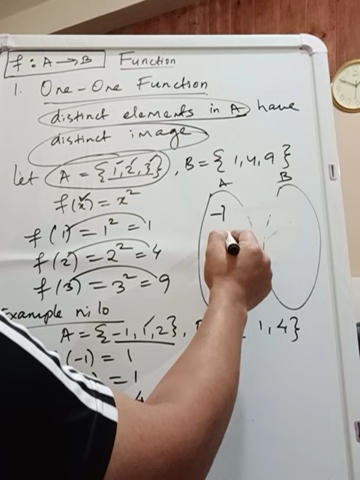 f : A → B Function
1. One-One Function
distinct elements in A have
distinct image
Let A = {1, 2, 3}, B = { 1, 4, 9 }
f(x) = x²
f(1) = 1² = 1
f(2) = 2² = 4
f(3) = 3² = 9
A B
-1
Example no
A = {-1, 1, 2}, 1, 4}
(-1) = 1
) = 1
4